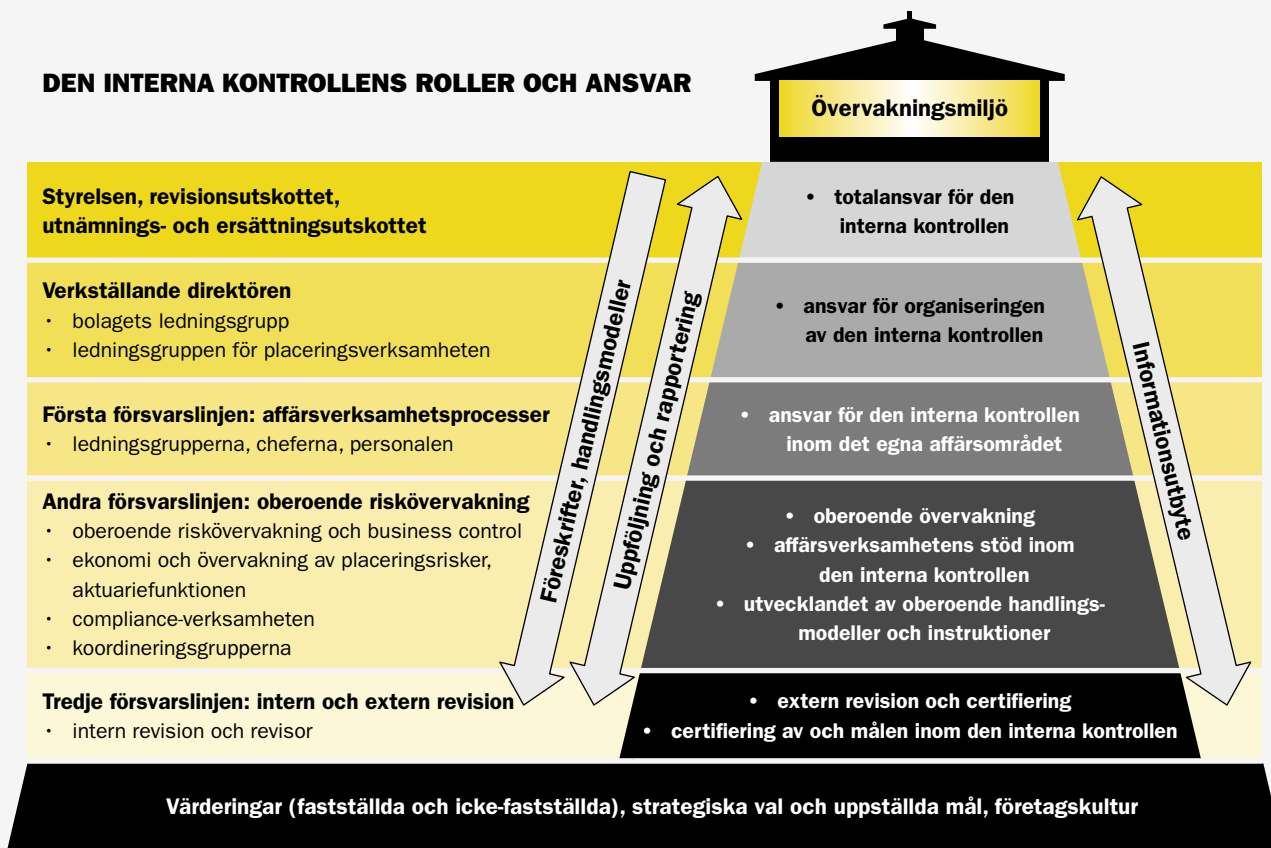 DEN INTERNA KONTROLLENS ROLLER OCH ANSVAR
Övervakningsmiljö
Styrelsen, revisionsutskottet,
utnämnings- och ersättningsutskottet
• totalansvar för den
interna kontrollen
Verkställande direktören
· bolagets ledningsgrupp
· ledningsgruppen för placeringsverksamheten
• ansvar för organiseringen
av den interna kontrollen
Första försvarslinjen: affärsverksamhetsprocesser
· ledningsgrupperna, cheferna, personalen
• ansvar för den interna kontrollen
inom det egna affärsområdet
Andra försvarslinjen: oberoende riskövervakning
· oberoende riskövervakning och business control
· ekonomi och övervakning av placeringsrisker,
aktuariefunktionen
· compliance-verksamheten
· koordineringsgrupperna
• oberoende övervakning
• affärsverksamhetens stöd inom
den interna kontrollen
• utvecklandet av oberoende handlings-
modeller och instruktioner
Tredje försvarslinjen: intern och extern revision
· intern revision och revisor
• extern revision och certifiering
• certifiering av och målen inom den interna kontrollen
Föreskrifter, handlingsmodeller
Uppföljning och rapportering
Informationsutbyte
Värderingar (fastställda och icke-fastställda), strategiska val och uppställda mål, företagskultur